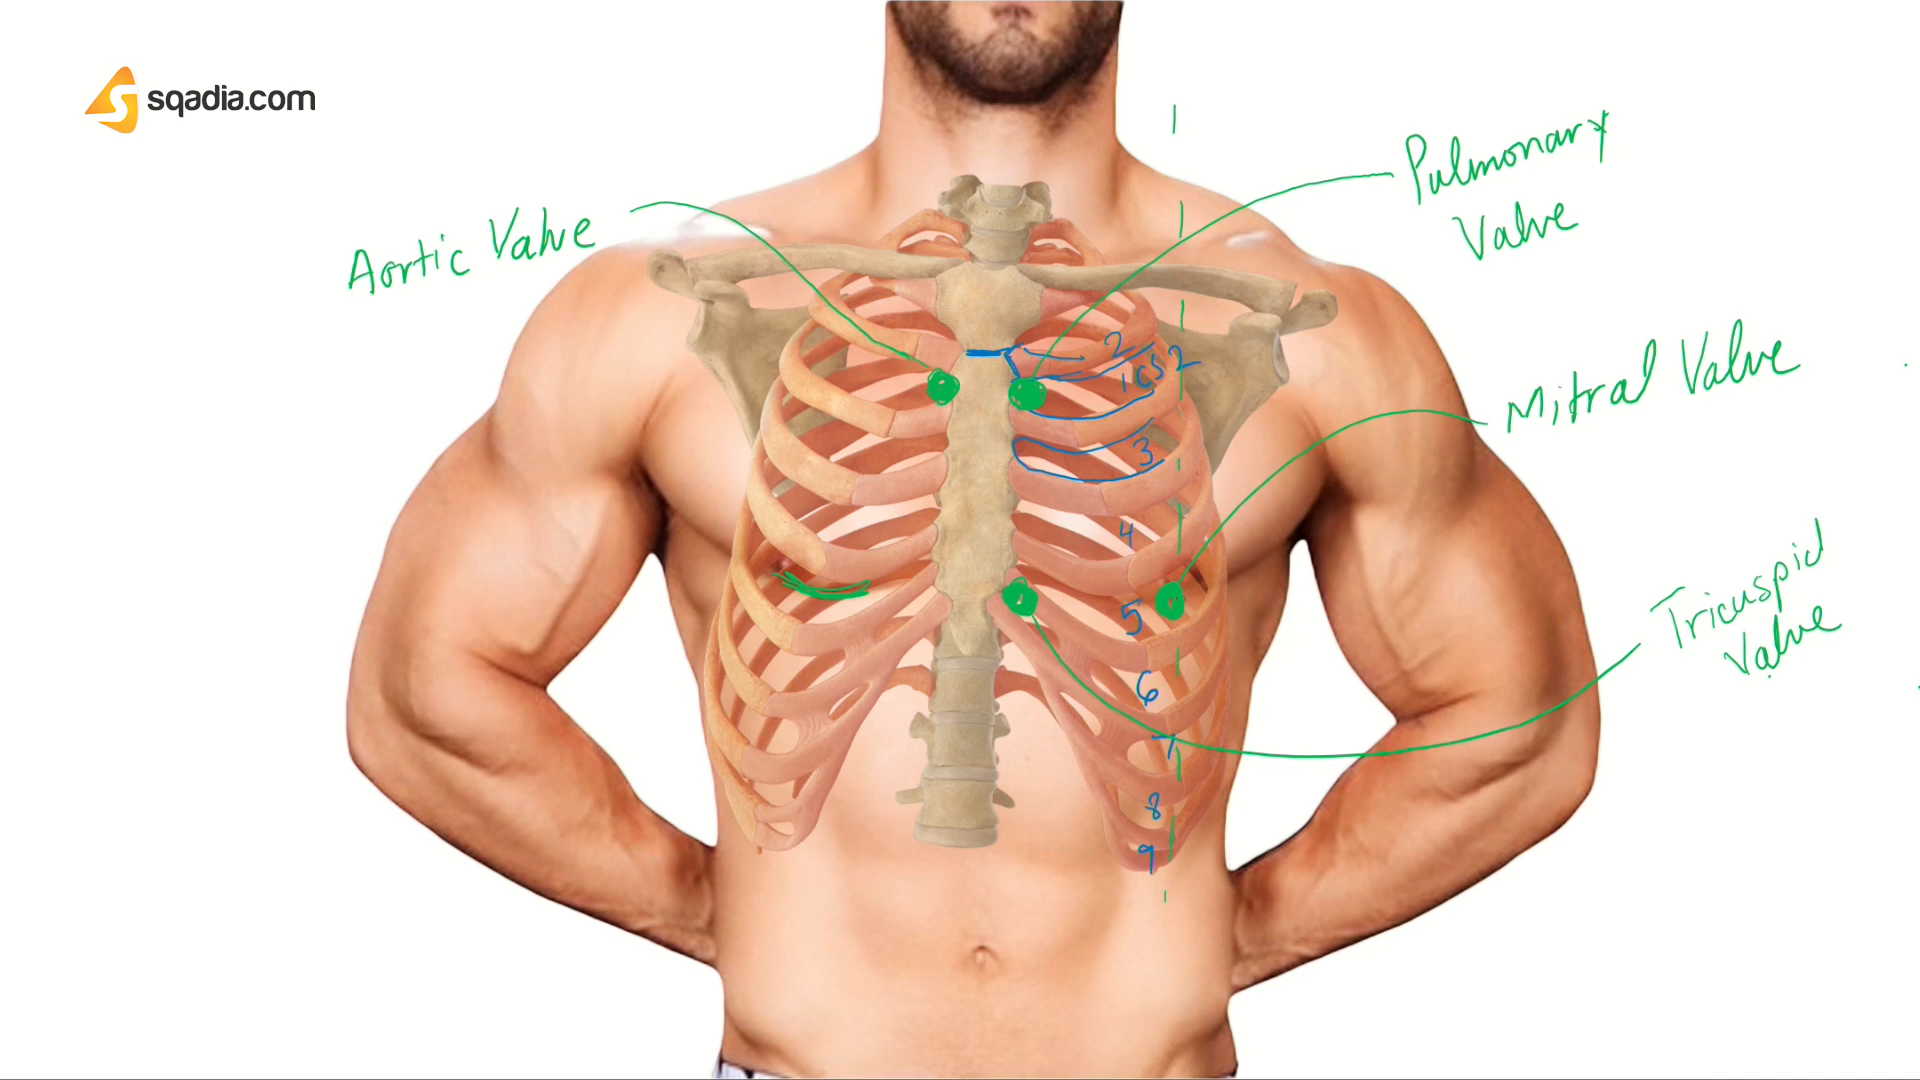 sqadia.com
Pulmonary
Valve
Aortic Valve
Mitral Valve
Tricuspid
Valve
2
ICS 2
3
4
5
6
7
8
9